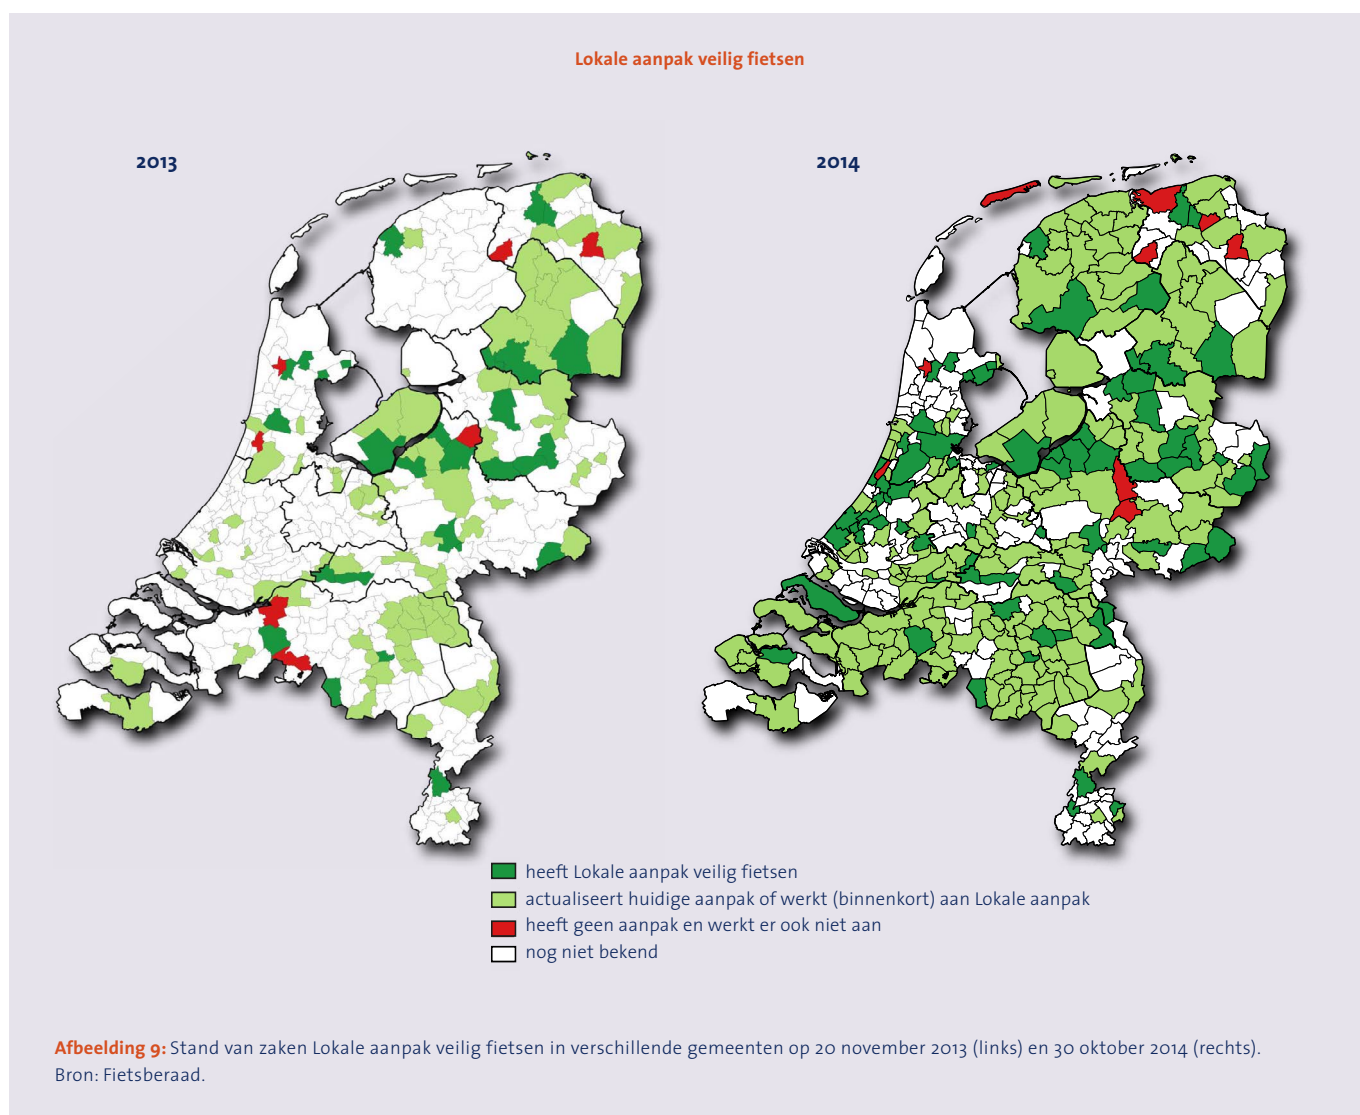 Lokale aanpak veilig fietsen
2013
2014
heeft Lokale aanpak veilig fietsen
actualiseert huidige aanpak of werkt (binnenkort) aan Lokale aanpak
heeft geen aanpak en werkt er ook niet aan
nog niet bekend
Afbeelding 9: Stand van zaken Lokale aanpak veilig fietsen in verschillende gemeenten op 20 november 2013 (links) en 30 oktober 2014 (rechts).
Bron: Fietsberaad.